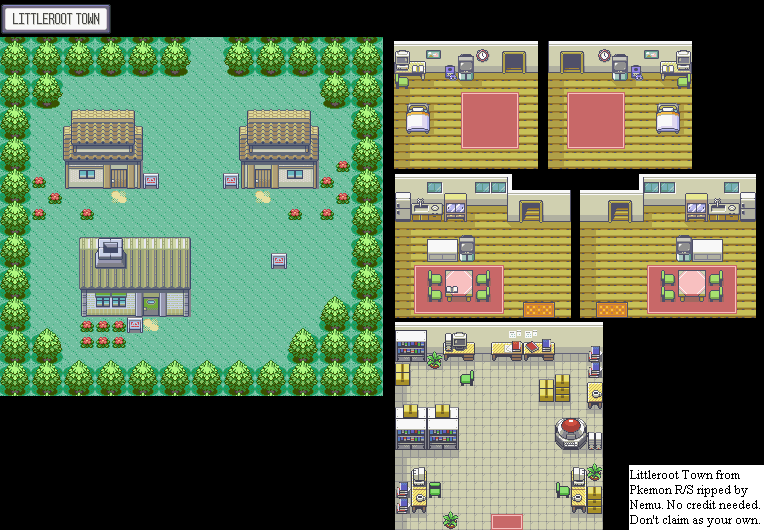 LITTLEROOT TOWN
Littleroot Town from
Pkemon R/S ripped by
Nemu. No credit needed.
Don't claim as your own.